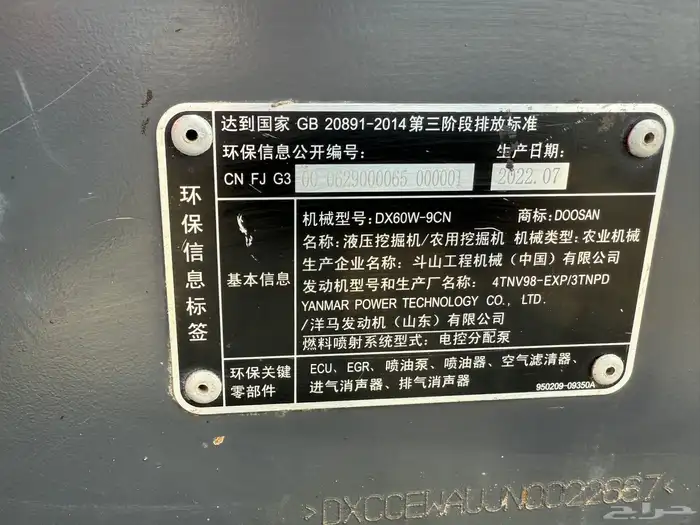 达到国家 GB 20891-2014第三阶段排放标准
环保信息公开编号: 生产日期:
CN FJ G3 00 0629000065 000001 2022.07
环保信息标签
基本信息
机械型号:DX60W-9CN 商标:DOOSAN
名称:液压挖掘机/农用挖掘机 机械类型:农业机械
生产企业名称:斗山工程机械(中国)有限公司
发动机型号和生产厂名称: 4TNV98-EXP/3TNPD
YANMAR POWER TECHNOLOGY CO., LTD.
/洋马发动机(山东)有限公司
燃料喷射系统型式:电控分配泵
环保关键零部件
ECU、EGR、喷油泵、喷油器、空气滤清器、
进气消声器、排气消声器
950209-09350A
حراج